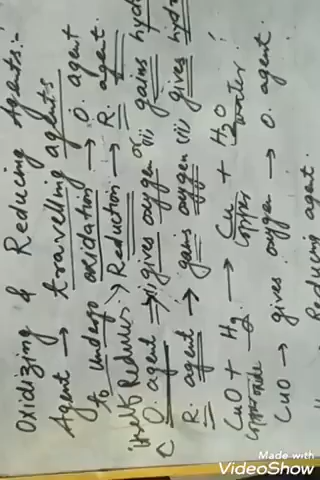 Oxidizing & Reducing Agents:-
Agent → travelling agents
to undergo oxidation → O. agent
itself Reduces → Reduction → R. agent
O. agent → (i) gives oxygen or (ii) gains hyd
R. agent → gains oxygen (ii) gives hyd
CuO + H2 → Cu + H2O
Copper water
CuO → gives oxygen → O. agent.
Reducing agent.
Made with
VideoShow